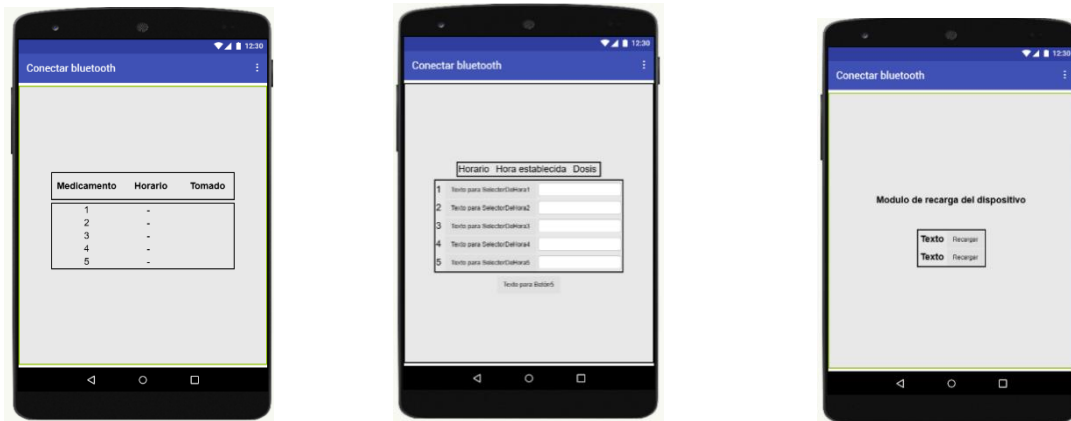 12:30
Conectar bluetooth
Medicamento Horario Tomado
1 -
2 -
3 -
4 -
5 -
12:30
Conectar bluetooth
Horario Hora establecida Dosis
1 Texto para SelectorDeHora1
2 Texto para SelectorDeHora2
3 Texto para SelectorDeHora3
4 Texto para SelectorDeHora4
5 Texto para SelectorDeHora5
Texto para Botón5
12:30
Conectar bluetooth
Modulo de recarga del dispositivo
Texto Recargar
Texto Recargar